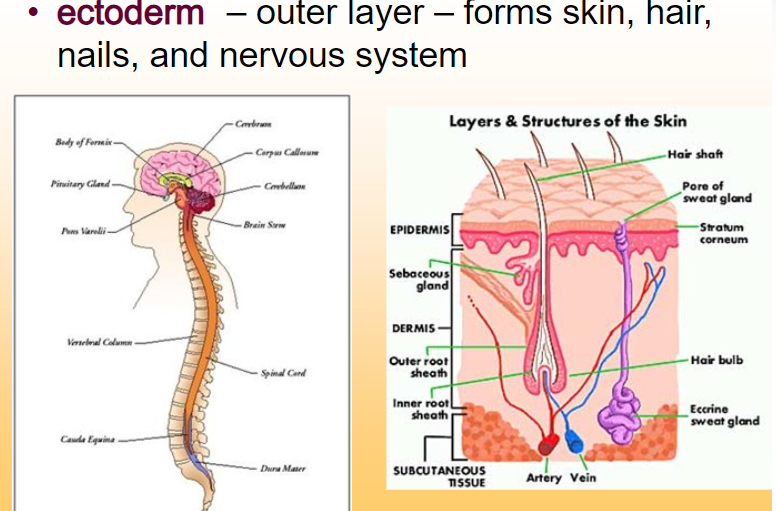 • ectoderm – outer layer – forms skin, hair,
nails, and nervous system
Cerebrum
Body of Fornix
Corpus Callosum
Pituitary Gland
Cerebellum
Pons Varolii
Brain Stem
Vertebral Column
Spinal Cord
Cauda Equina
Dura Mater
Layers & Structures of the Skin
Hair shaft
Pore of
sweat gland
EPIDERMIS
Stratum
corneum
Sebaceous
gland
DERMIS
Outer root
sheath
Hair bulb
Inner root
sheath
Eccrine
sweat gland
SUBCUTANEOUS
TISSUE
Artery Vein